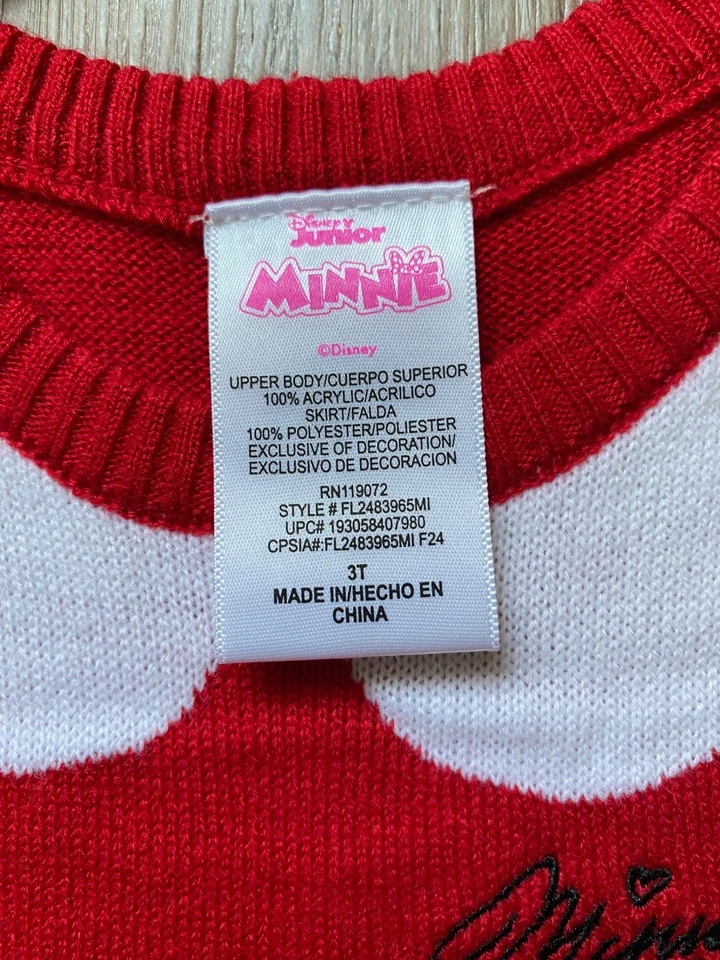 Disney
Junior
MINNIE
©Disney
UPPER BODY/CUERPO SUPERIOR
100% ACRYLIC/ACRILICO
SKIRT/FALDA
100% POLYESTER/POLIESTER
EXCLUSIVE OF DECORATION/
EXCLUSIVO DE DECORACION
RN119072
STYLE # FL2483965MI
UPC# 193058407980
CPSIA#:FL2483965MI F24
3T
MADE IN/HECHO EN
CHINA
Minn